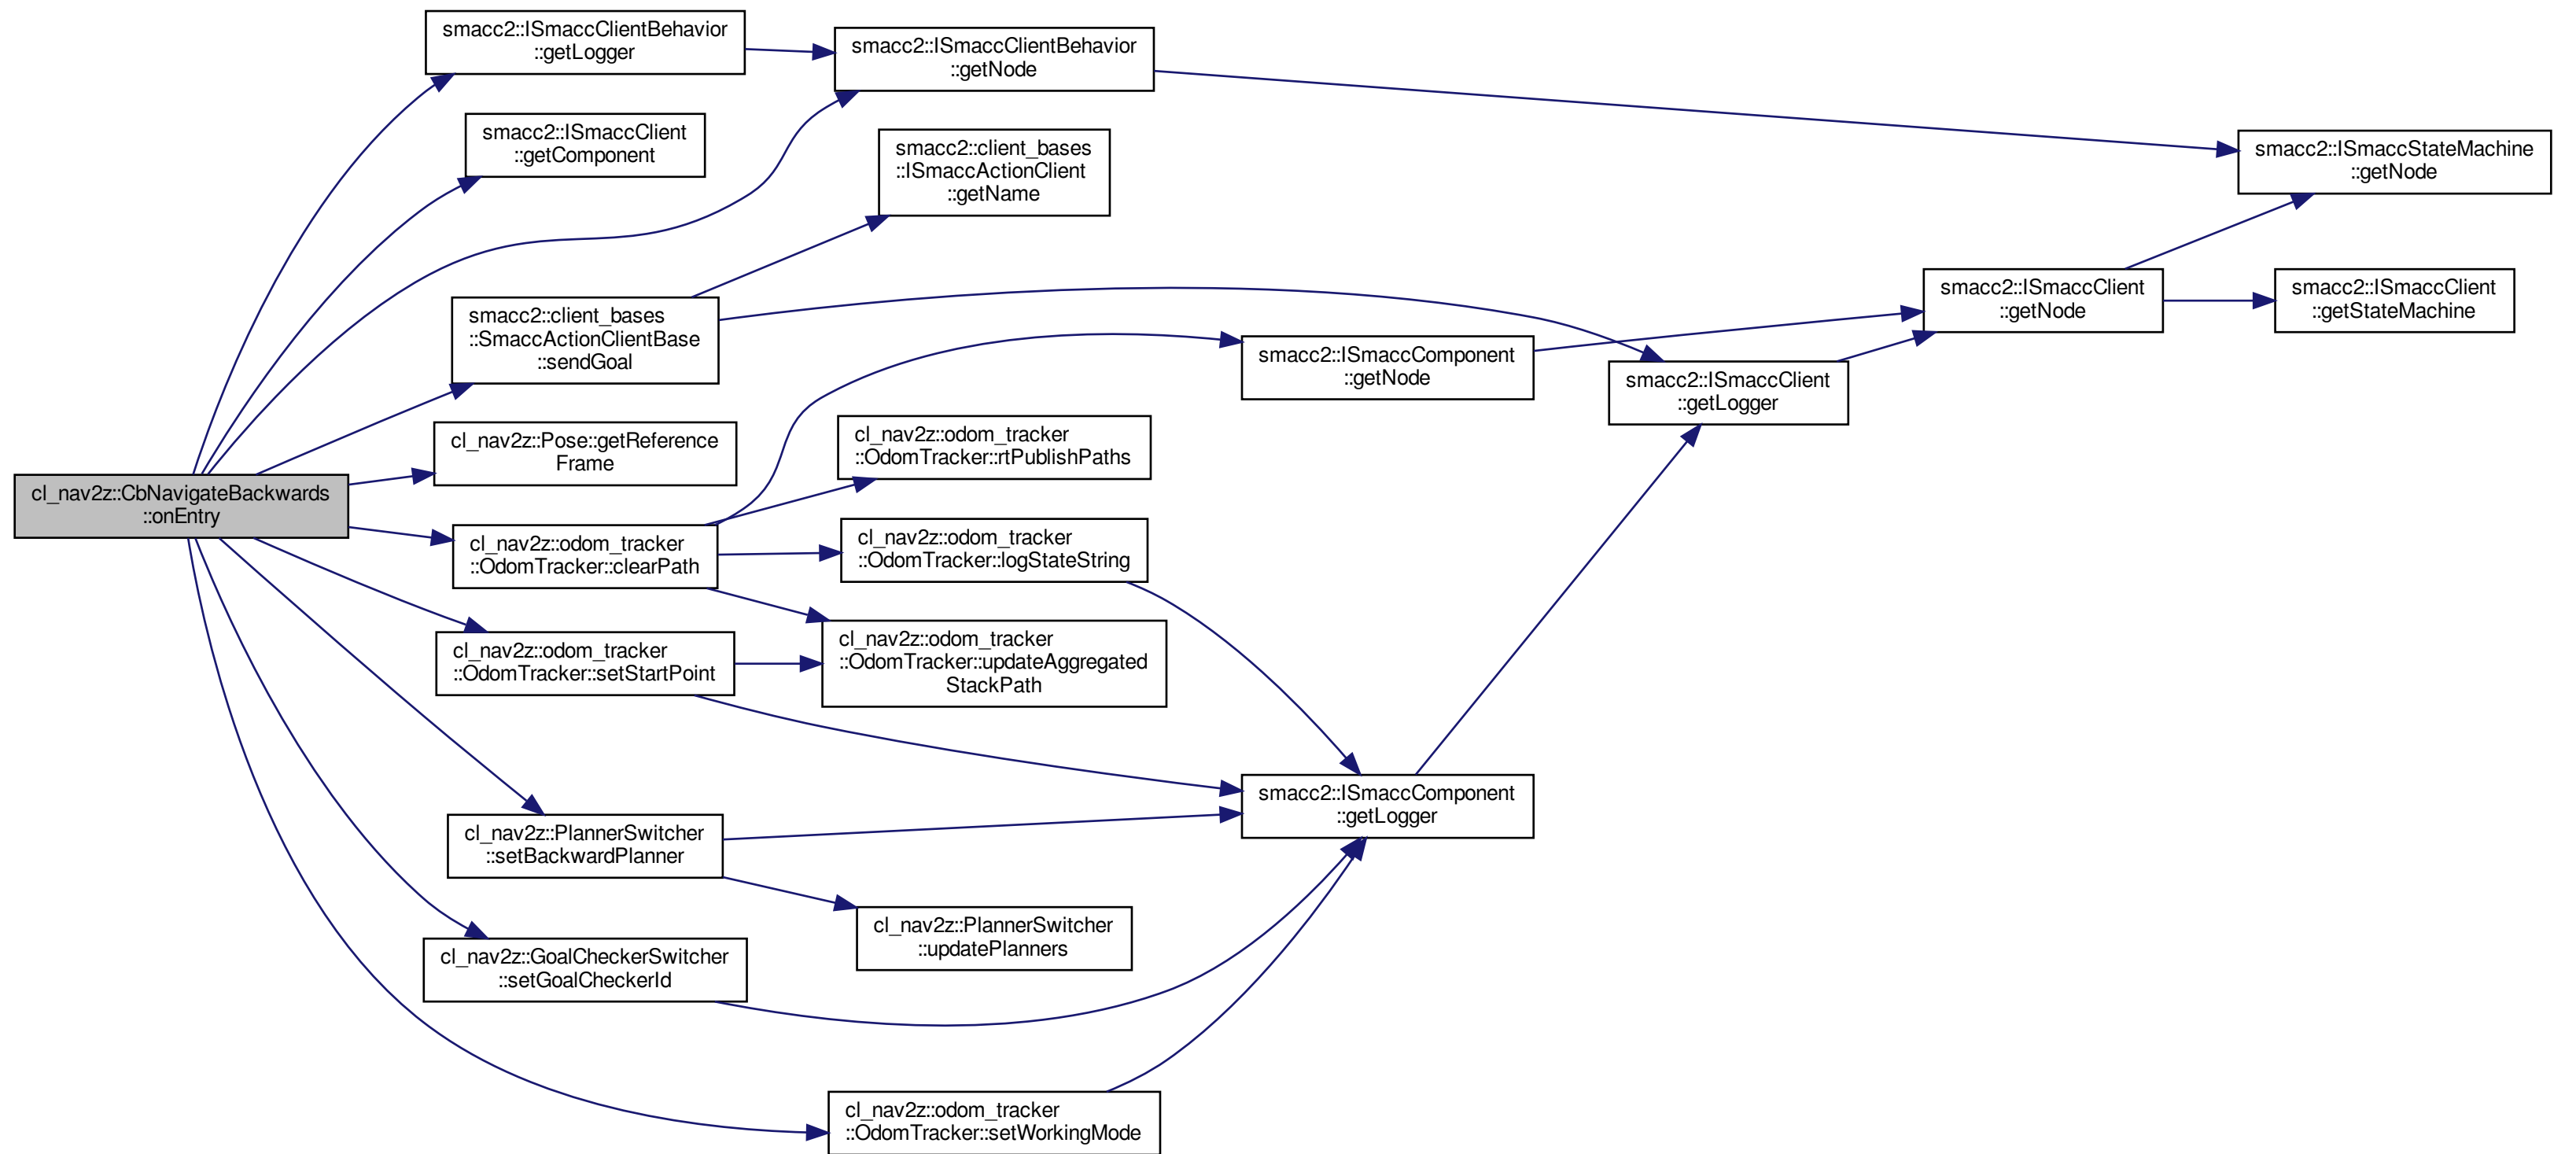 smacc2::ISmaccClientBehavior
::getLogger
smacc2::ISmaccClientBehavior
::getNode
smacc2::ISmaccClient
::getComponent
smacc2::client_bases
::ISmaccActionClient
::getName
smacc2::ISmaccStateMachine
::getNode
smacc2::client_bases
::SmaccActionClientBase
::sendGoal
smacc2::ISmaccClient
::getNode
smacc2::ISmaccClient
::getStateMachine
smacc2::ISmaccComponent
::getNode
smacc2::ISmaccClient
::getLogger
cl_nav2z::Pose::getReference
Frame
cl_nav2z::odom_tracker
::OdomTracker::rtPublishPaths
cl_nav2z::CbNavigateBackwards
::onEntry
cl_nav2z::odom_tracker
::OdomTracker::clearPath
cl_nav2z::odom_tracker
::OdomTracker::logStateString
cl_nav2z::odom_tracker
::OdomTracker::setStartPoint
cl_nav2z::odom_tracker
::OdomTracker::updateAggregated
StackPath
smacc2::ISmaccComponent
::getLogger
cl_nav2z::PlannerSwitcher
::setBackwardPlanner
cl_nav2z::PlannerSwitcher
::updatePlanners
cl_nav2z::GoalCheckerSwitcher
::setGoalCheckerId
cl_nav2z::odom_tracker
::OdomTracker::setWorkingMode